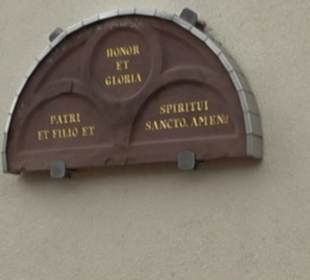 HONOR
ET
GLORIA
PATRI
ET FILIO ET
SPIRITUI
SANCTO, AMEN